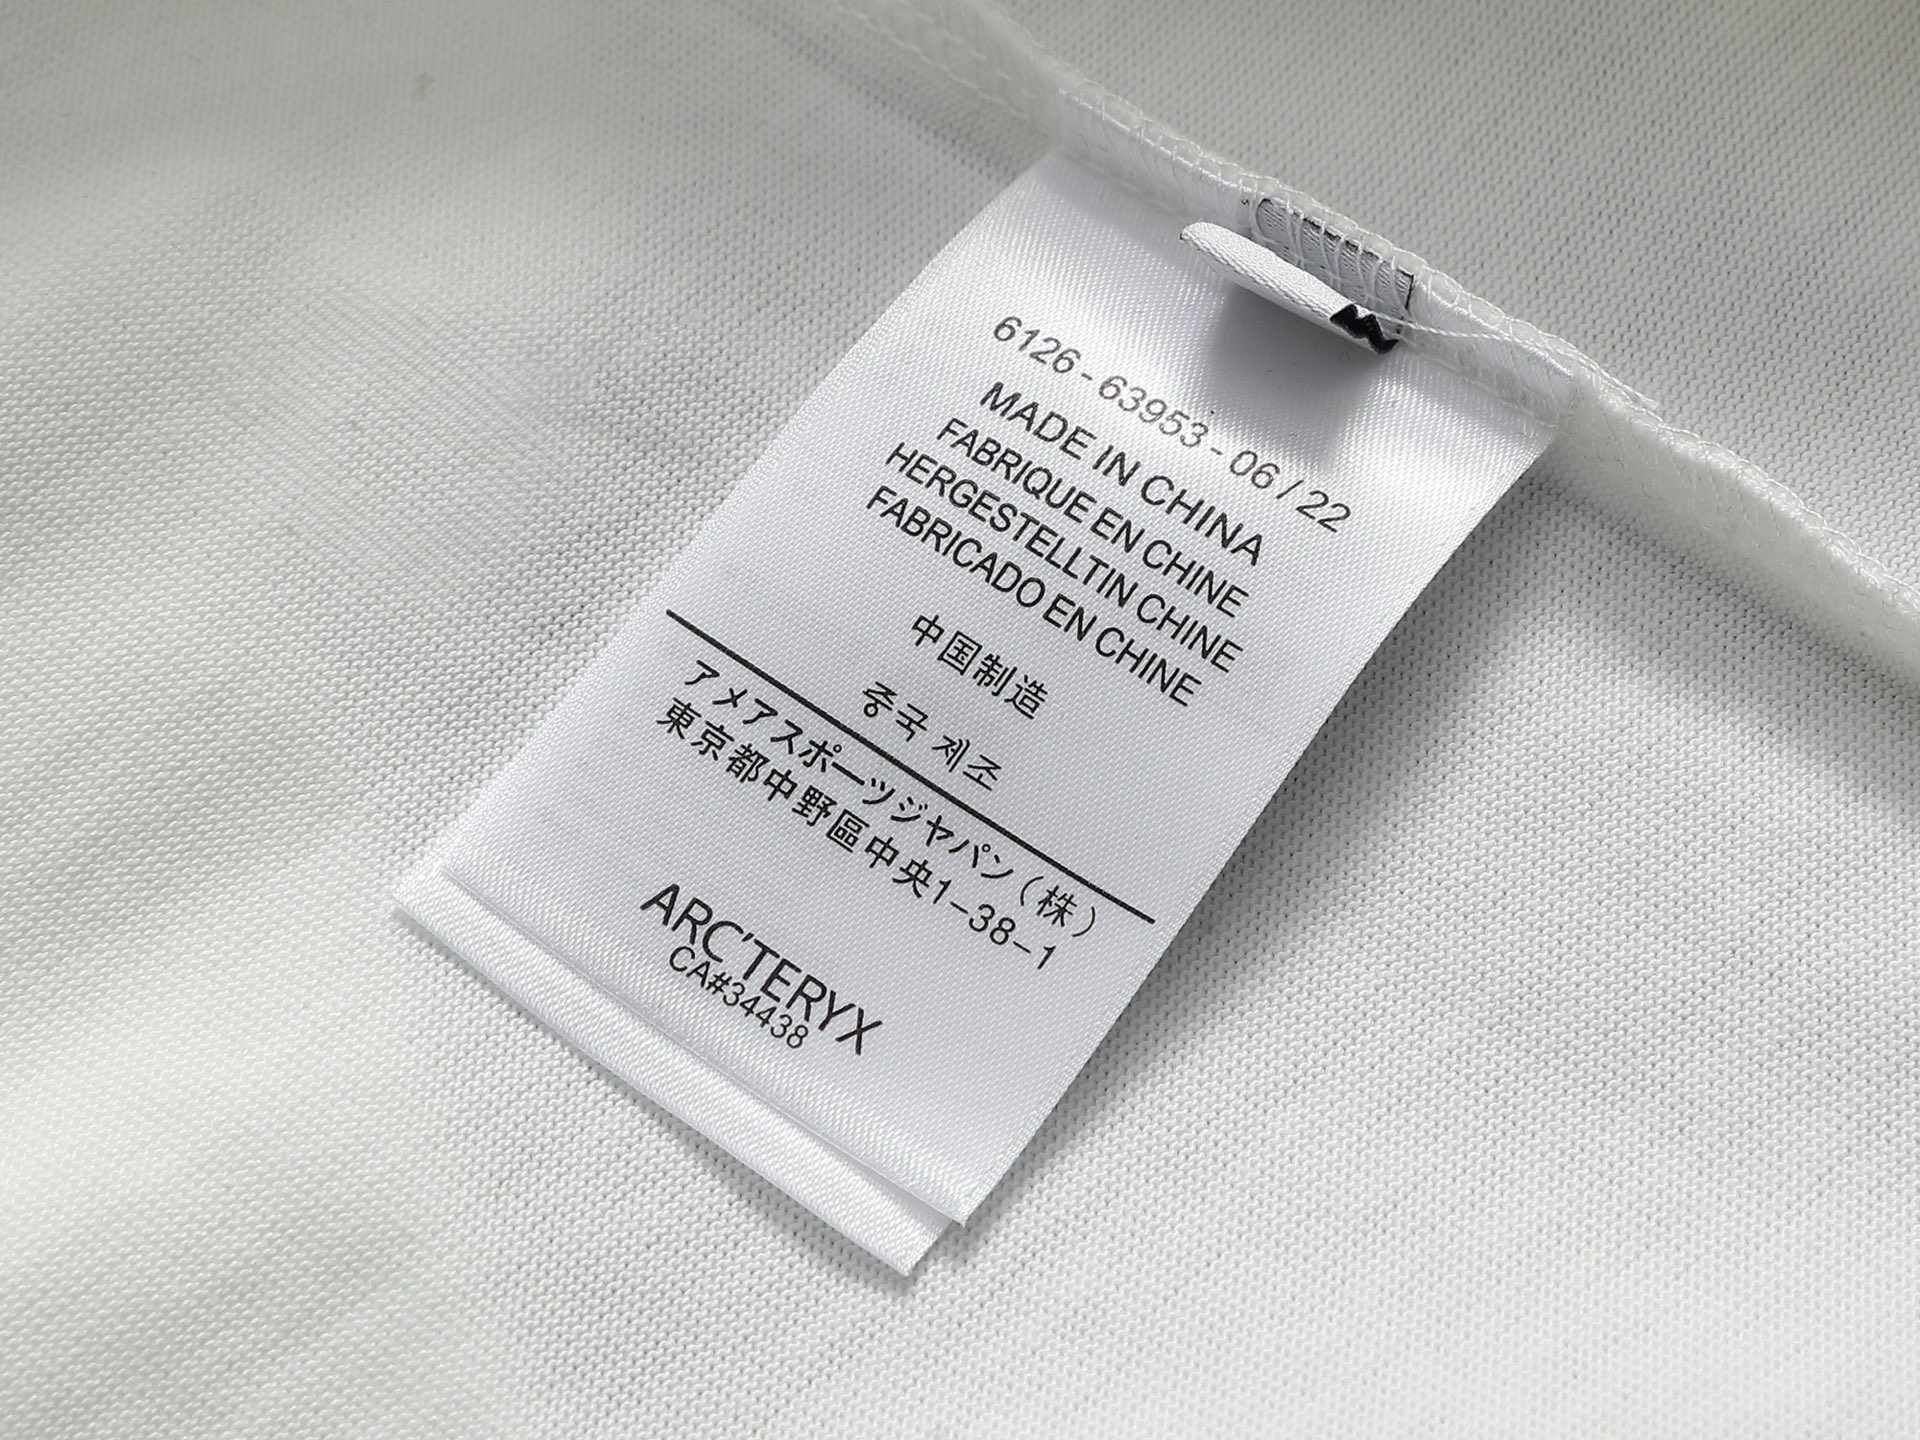 6126-63953-06/22
MADE IN CHINA
FABRIQUE EN CHINE
HERGESTELLTIN CHINE
FABRICADO EN CHINE
中国制造
중국 제조
アメアスポーツジャパン（株）
東京都中野區中央1-38-1
ARC'TERYX
CA#34438